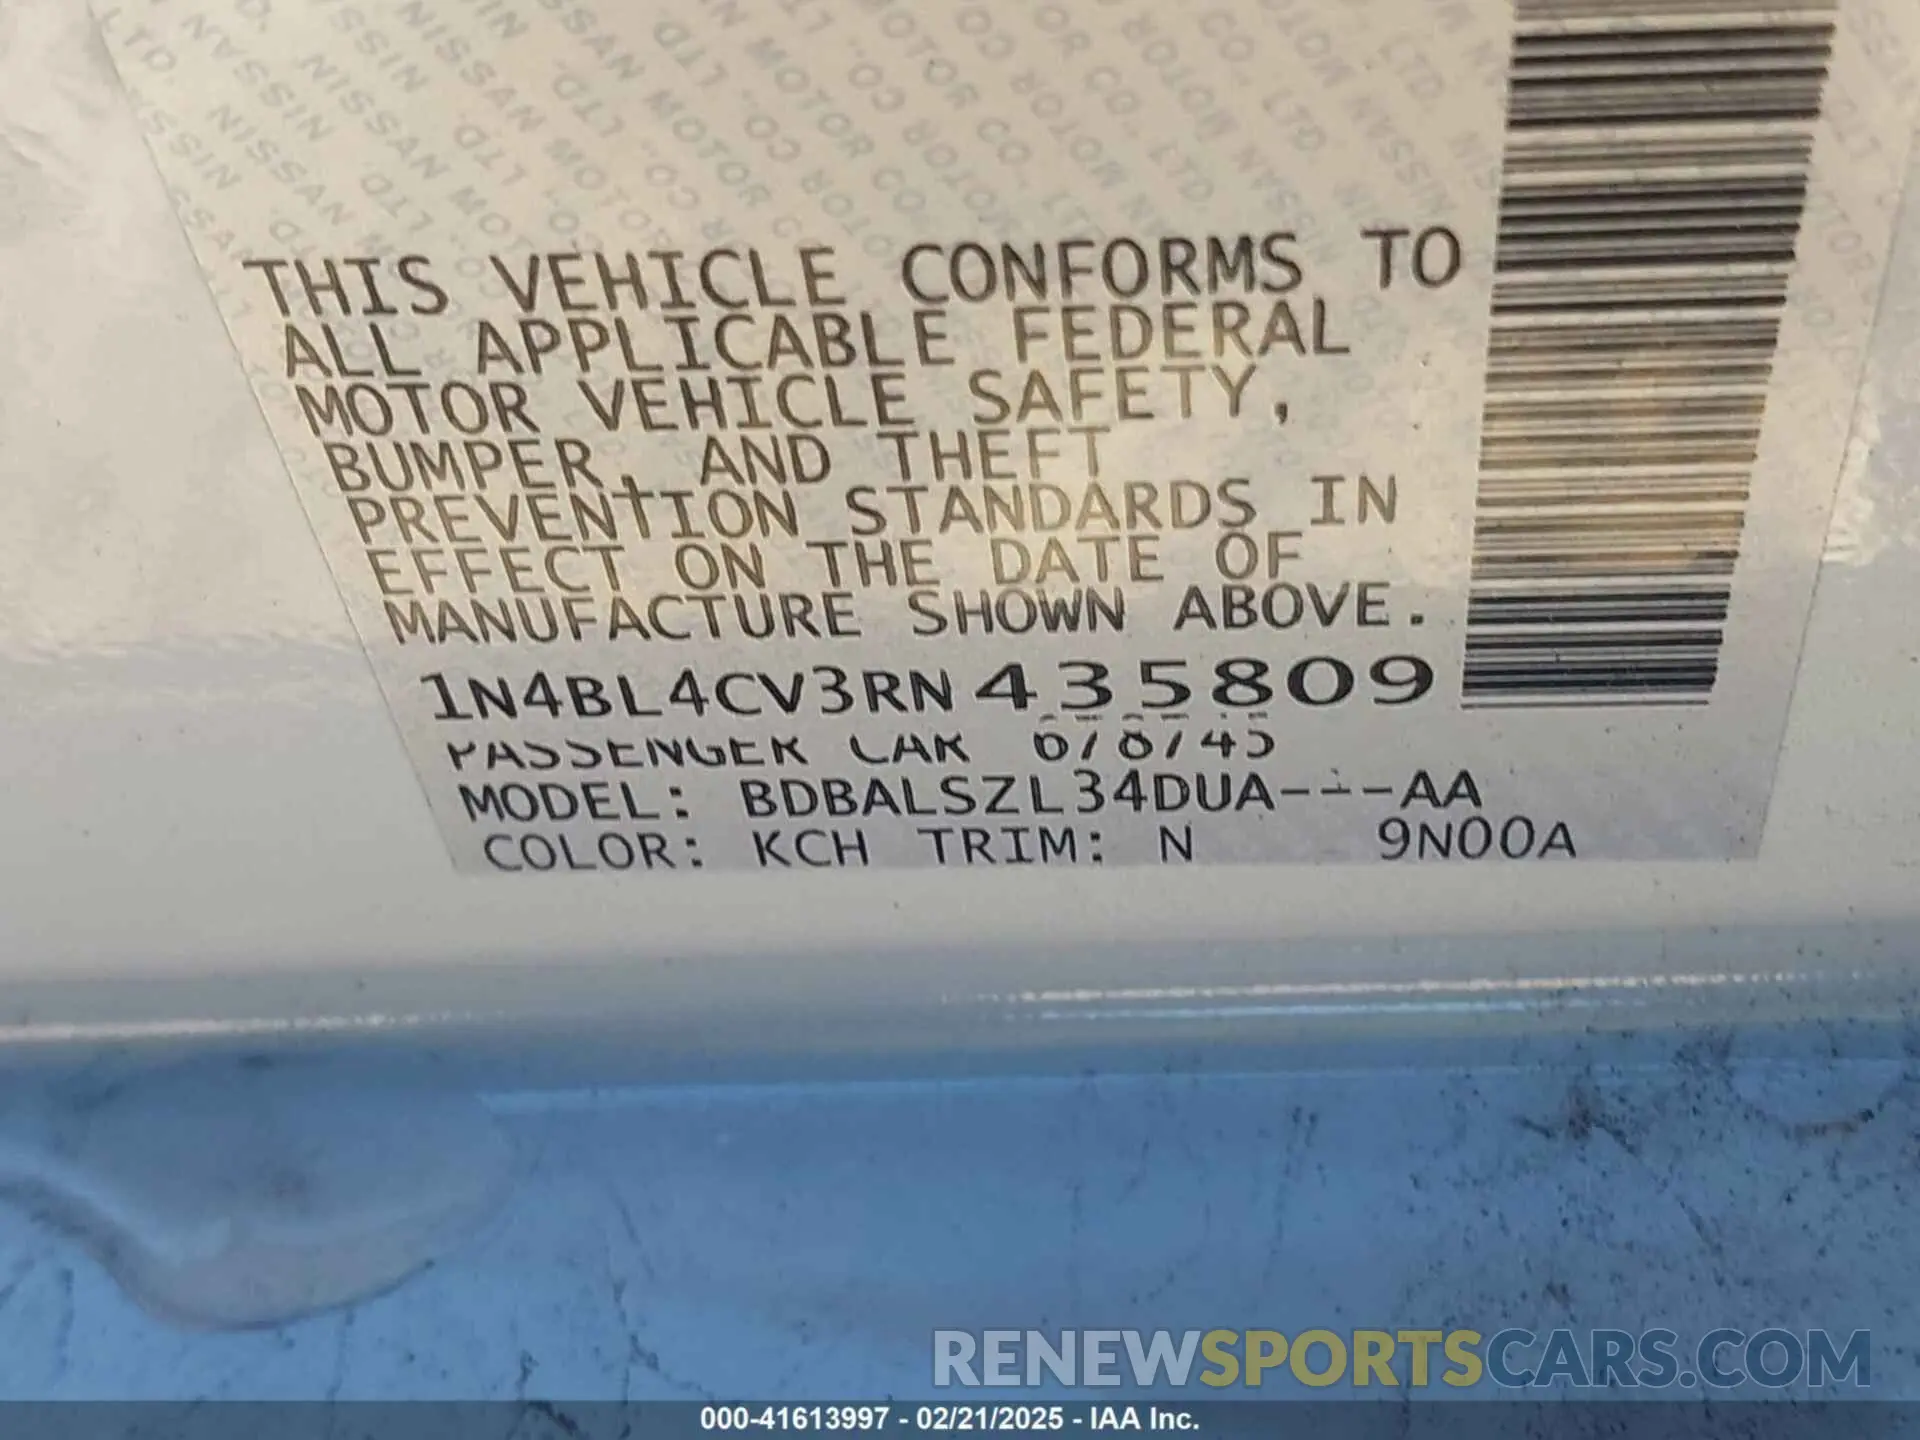 THIS VEHICLE CONFORMS TO
ALL APPLICABLE FEDERAL
MOTOR VEHICLE SAFETY,
BUMPER, AND THEFT
PREVENTION STANDARDS IN
EFFECT ON THE DATE OF
MANUFACTURE SHOWN ABOVE.
1N4BL4CV3RN435809
PASSENGER CAR
MODEL: BDBALSZL34DUA---AA
COLOR: KCH TRIM: N 9N00A
RENEWSPORTSCARS.COM
000-41613997 - 02/21/2025 - IAA Inc.